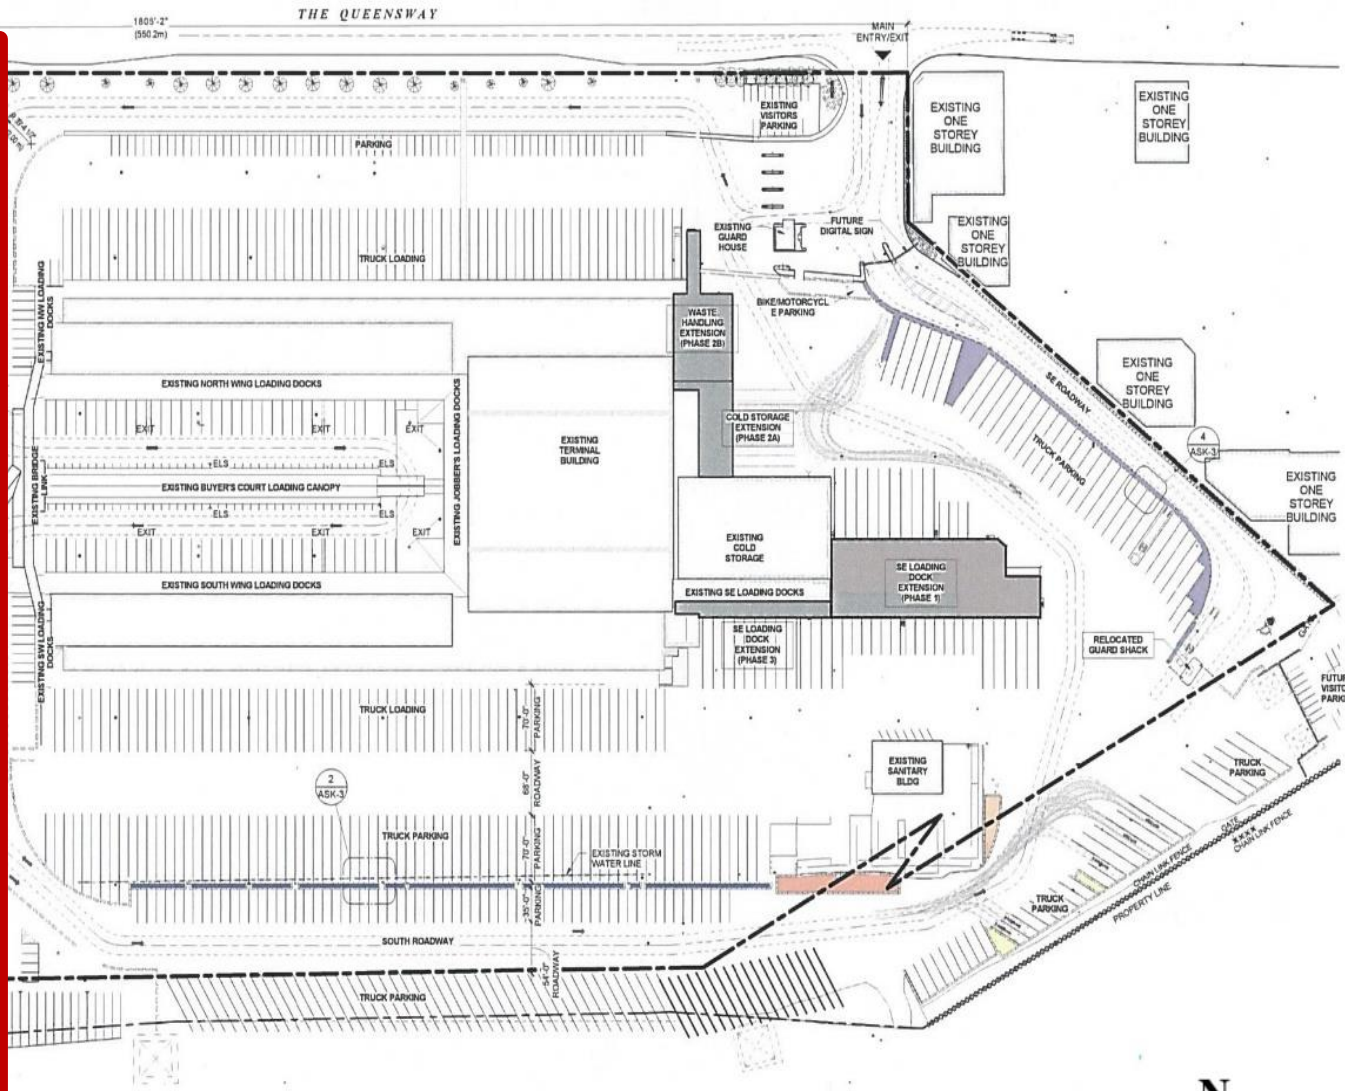 THE QUEENSWAY
1805'-2"
(550.2m)
MAIN
ENTRY/EXIT
EXISTING
VISITORS
PARKING
EXISTING
ONE
STOREY
BUILDING
EXISTING
ONE
STOREY
BUILDING
PARKING
EXISTING
ONE
STOREY
BUILDING
EXISTING
GUARD
HOUSE
FUTURE
DIGITAL SIGN
TRUCK LOADING
EXISTING NW LOADING
DOCKS
BIKE/MOTORCYCL
E PARKING
WASTE
HANDLING
EXTENSION
(PHASE 2B)
EXISTING
ONE
STOREY
BUILDING
SE ROADWAY
EXISTING NORTH WING LOADING DOCKS
EXISTING JOBBER'S LOADING DOCKS
COLD STORAGE
EXTENSION
(PHASE 2A)
EXIT
EXIT
EXIT
EXISTING
TERMINAL
BUILDING
TRUCK PARKING
4
ASK-3
ELS
ELS
EXISTING BRIDGE
LINK
EXISTING BUYER'S COURT LOADING CANOPY
EXISTING
ONE
STOREY
BUILDING
ELS
ELS
EXIT
EXIT
EXIT
EXISTING
COLD
STORAGE
SE LOADING
DOCK
EXTENSION
(PHASE 1)
EXISTING SOUTH WING LOADING DOCKS
EXISTING SE LOADING DOCKS
EXISTING SW LOADING
DOCKS
SE LOADING
DOCK
EXTENSION
(PHASE 3)
RELOCATED
GUARD SHACK
FUTUR
VISITO
PARKI
TRUCK LOADING
70'-0"
PARKING
EXISTING
SANITARY
BLDG
TRUCK
PARKING
2
ASK-3
68'-0"
ROADWAY
TRUCK PARKING
70'-0"
PARKING
EXISTING STORM
WATER LINE
GATE
XXXX
CHAIN LINK FENCE
CHAIN LINK FENCE
35'-0"
PARKING
TRUCK
PARKING
PROPERTY LINE
SOUTH ROADWAY
54'-0"
ROADWAY
TRUCK PARKING
N